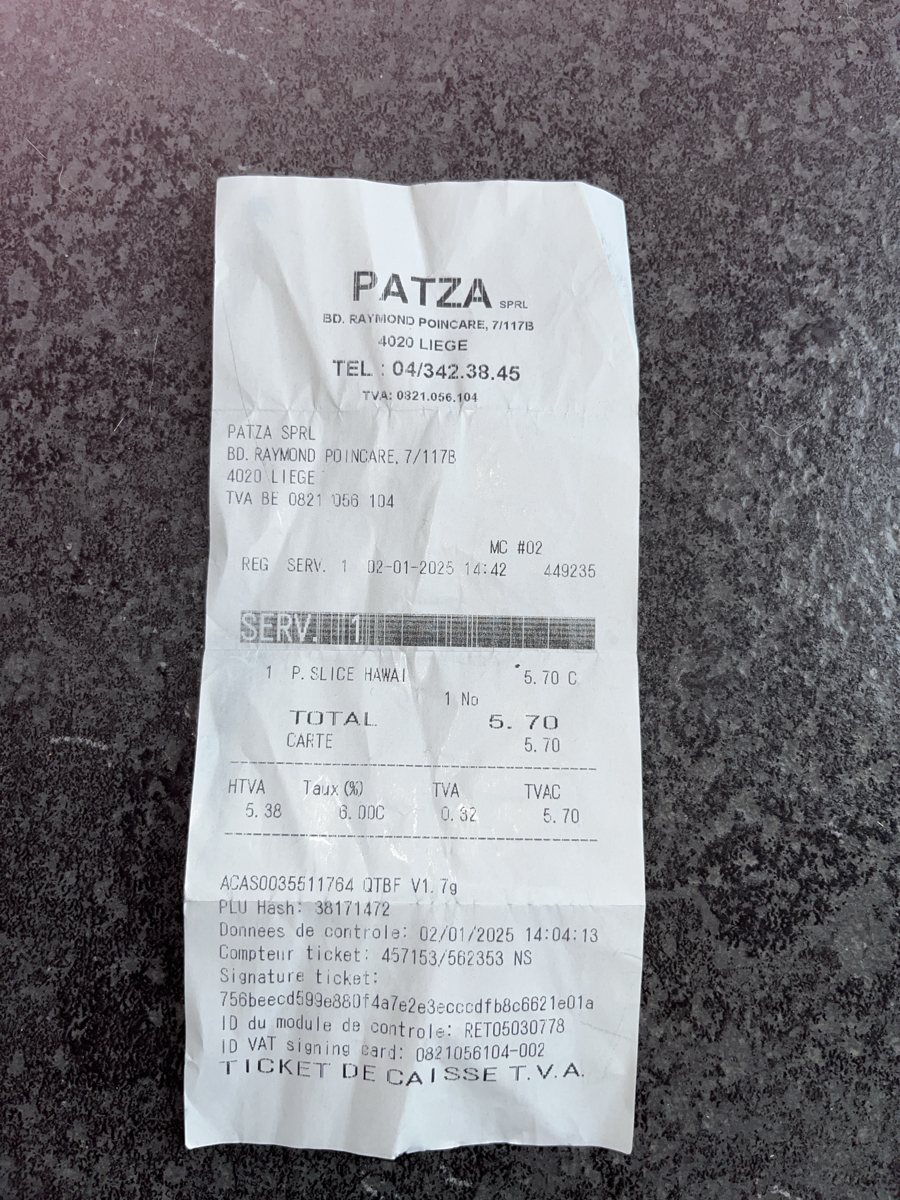 PATZA SPRL
BD. RAYMOND POINCARE, 7/117B
4020 LIEGE
TEL : 04/342.38.45
TVA: 0821.056.104
PATZA SPRL
BD. RAYMOND POINCARE, 7/117B
4020 LIEGE
TVA BE 0821 056 104
MC #02
REG SERV. 1 02-01-2025 14:42 449235
SERV. 1
1 P.SLICE HAWAI 5.70 C
1 No
TOTAL 5.70
CARTE 5.70
HTVA Taux (%) TVA TVAC
5.38 6.00C 0.32 5.70
ACAS0035511764 QTBF V1.7g
PLU Hash: 38171472
Donnees de controle: 02/01/2025 14:04:13
Compteur ticket: 457153/562353 NS
Signature ticket:
756beecd599e880f4a7e2e3ecccdfb8c6621e01a
ID du module de controle: RET05030778
ID VAT signing card: 0821056104-002
TICKET DE CAISSE T.V.A.